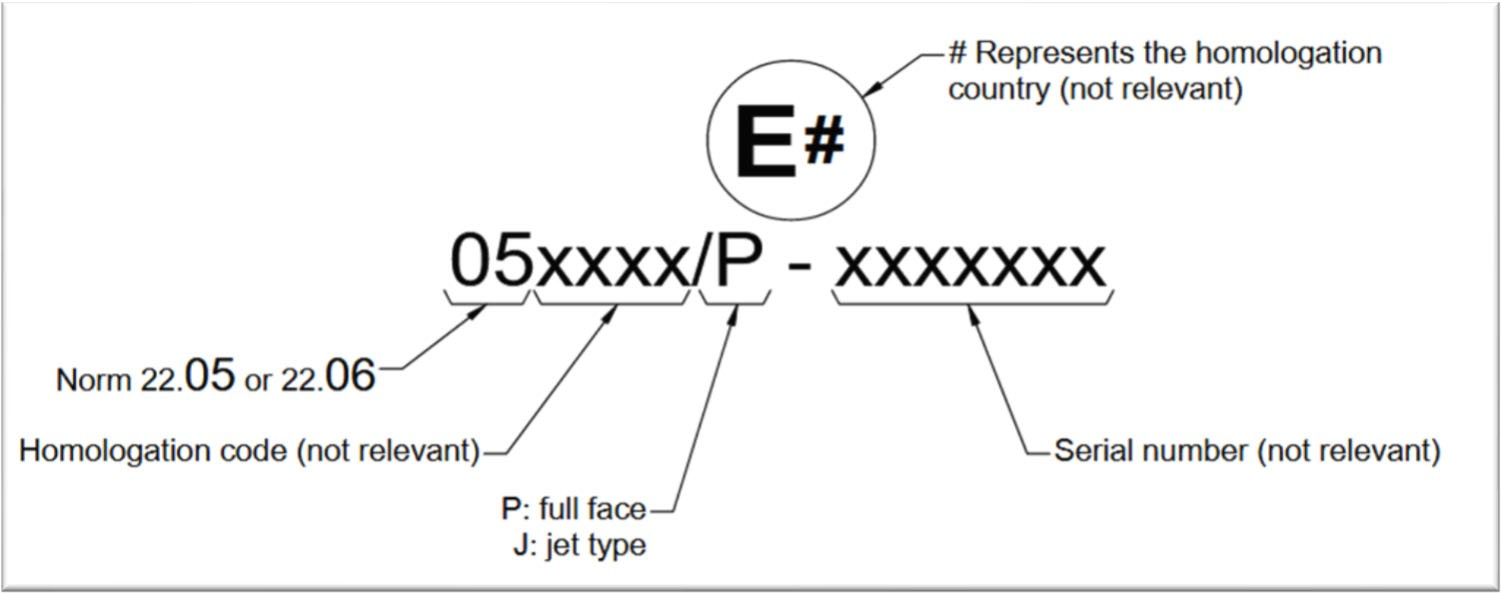 # Represents the homologation
country (not relevant)
E#
05xxxx/P - xxxxxxx
Norm 22.05 or 22.06
Homologation code (not relevant)
Serial number (not relevant)
P: full face
J: jet type